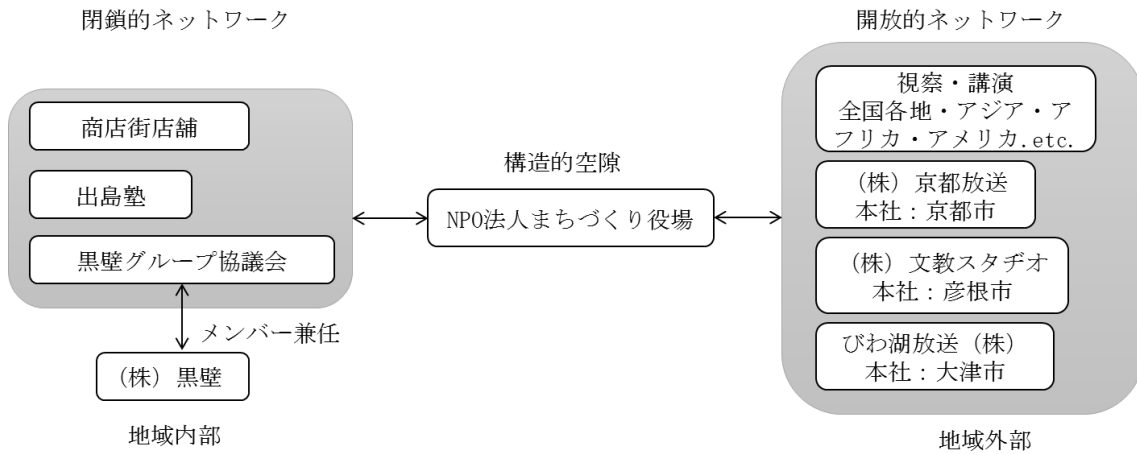 閉鎖的ネットワーク
商店街店舗
出島塾
黒壁グループ協議会
メンバー兼任
（株）黒壁
地域内部
構造的空隙
NPO法人まちづくり役場
開放的ネットワーク
視察・講演
全国各地・アジア・ア
フリカ・アメリカ.etc.
（株）京都放送
本社：京都市
（株）文教スタヂオ
本社：彦根市
びわ湖放送（株）
本社：大津市
地域外部